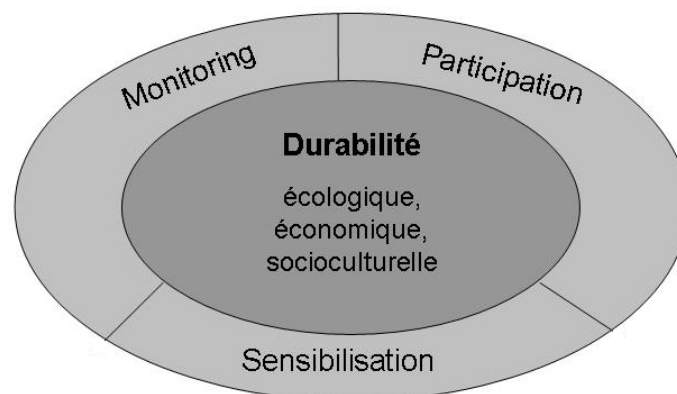 Monitoring
Participation
Durabilité
écologique,
économique,
socioculturelle
Sensibilisation